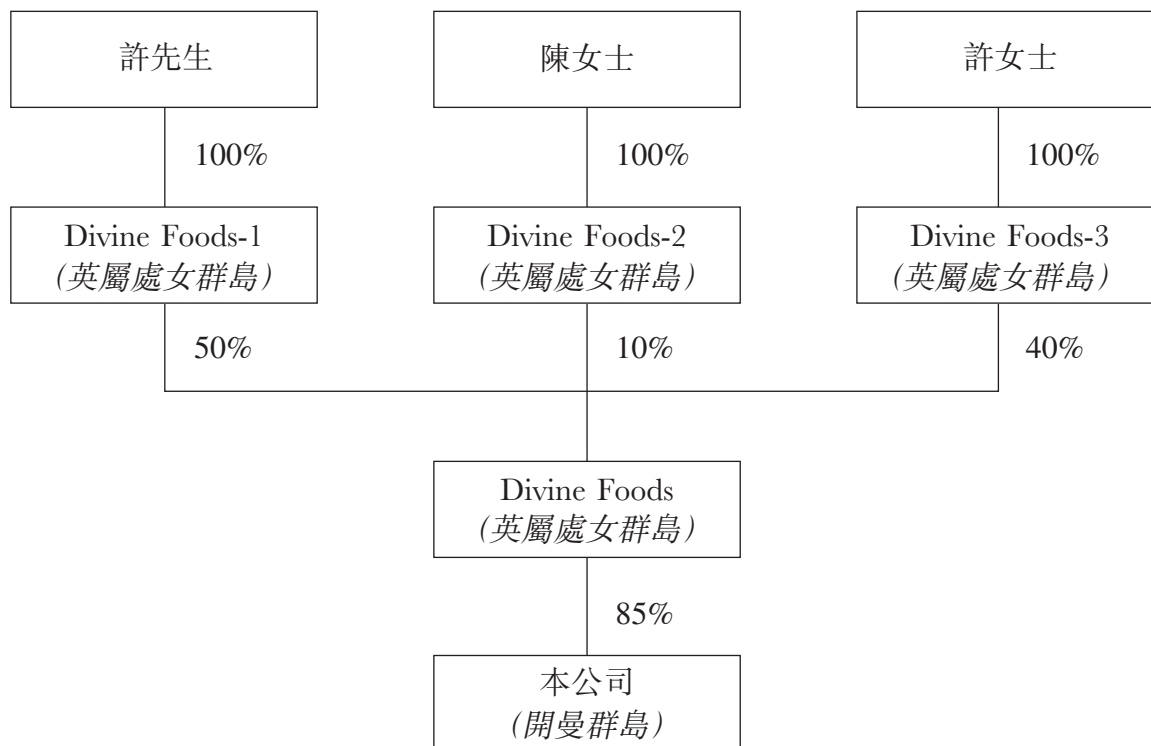 許先生
陳女士
許女士
100%
100%
100%
Divine Foods-1
(英屬處女群島)
Divine Foods-2
(英屬處女群島)
Divine Foods-3
(英屬處女群島)
50%
10%
40%
Divine Foods
(英屬處女群島)
85%
本公司
(開曼群島)